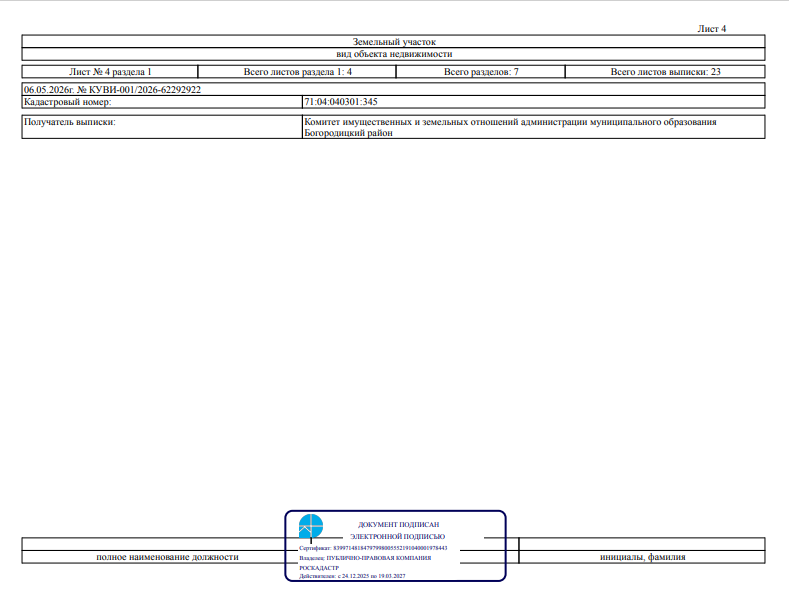 Лист 4
Земельный участок
вид объекта недвижимости
Лист № 4 раздела 1 Всего листов раздела 1: 4 Всего разделов: 7 Всего листов выписки: 23
06.05.2026г. № КУВИ-001/2026-62292922
Кадастровый номер: 71:04:040301:345
Получатель выписки: Комитет имущественных и земельных отношений администрации муниципального образования
Богородицкий район
ДОКУМЕНТ ПОДПИСАН
ЭЛЕКТРОННОЙ ПОДПИСЬЮ
Сертификат:
Владелец: ПУБЛИЧНО-ПРАВОВАЯ КОМПАНИЯ
РОСКАДАСТР
Действителен: с 24.12.2025 по 19.03.2027
полное наименование должности инициалы, фамилия